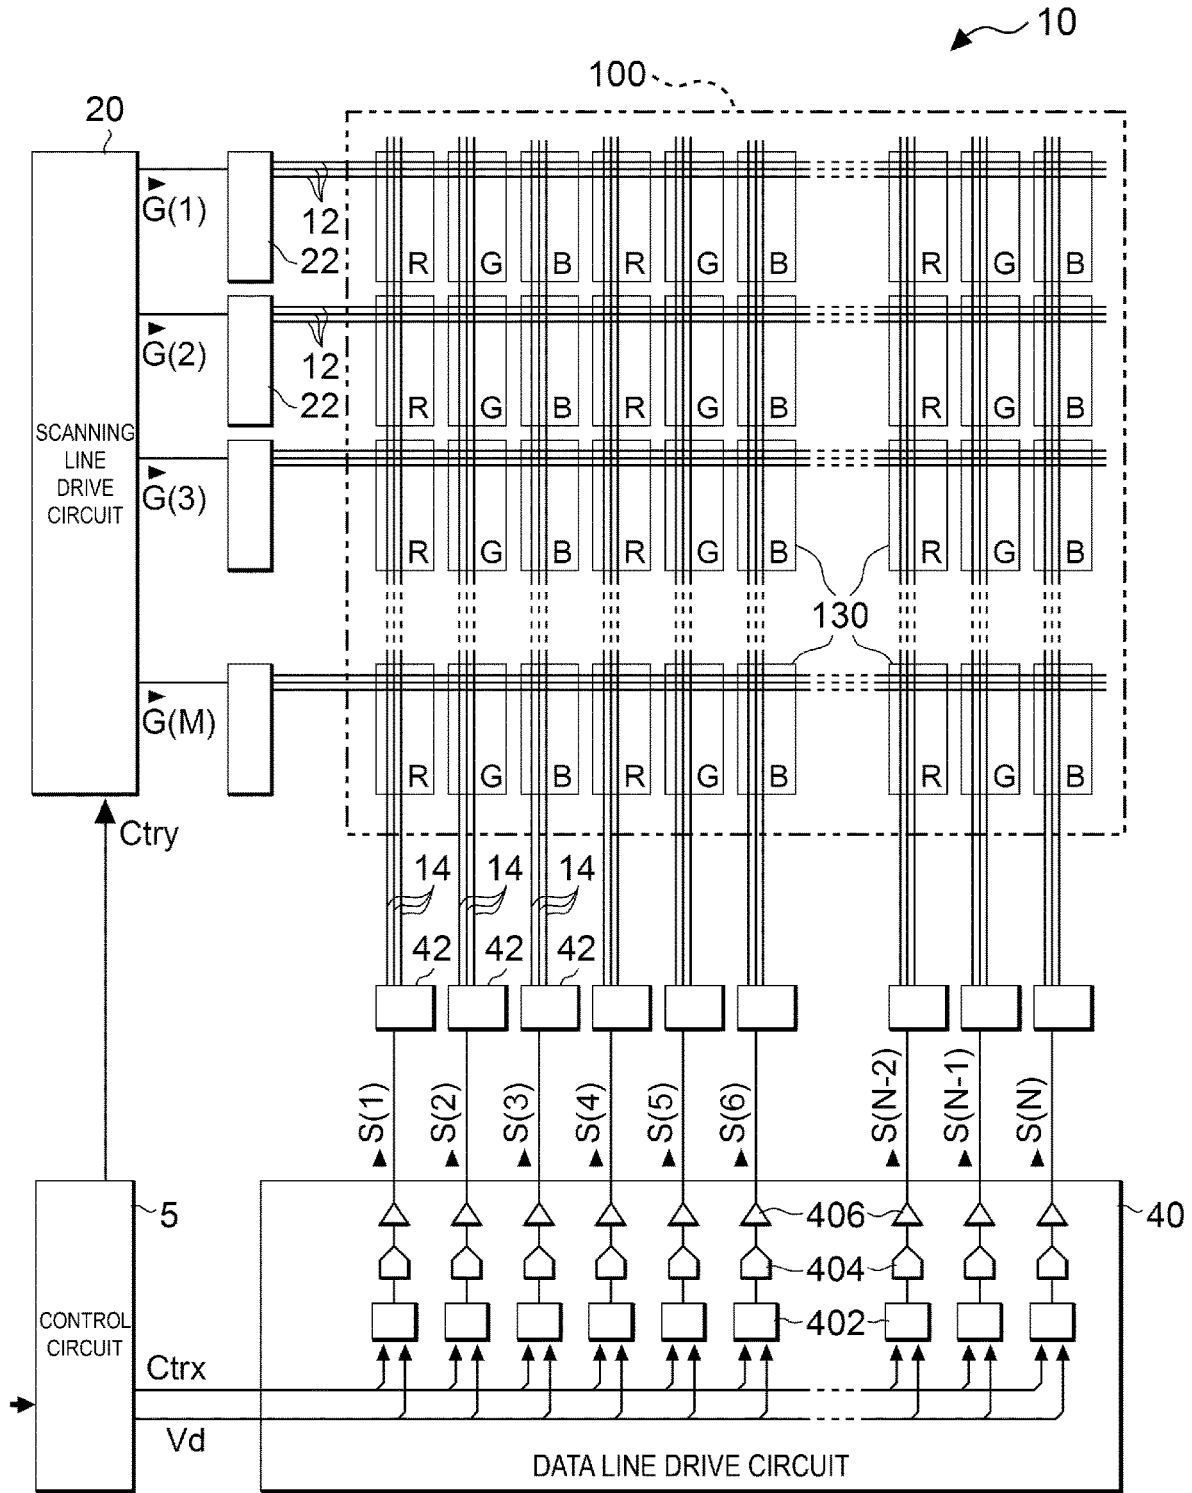 10
100
20
G(1)
12
22
R G B R G B R G B
G(2)
12
22
R G B R G B R G B
SCANNING
LINE
DRIVE
CIRCUIT
G(3)
R G B R G B R G B
130
G(M)
R G B R G B R G B
Ctry
14 14 14
42 42 42
S(1) S(2) S(3) S(4) S(5) S(6) S(N-2) S(N-1) S(N)
5
406
40
404
402
CONTROL
CIRCUIT
Ctrx
Vd
DATA LINE DRIVE CIRCUIT